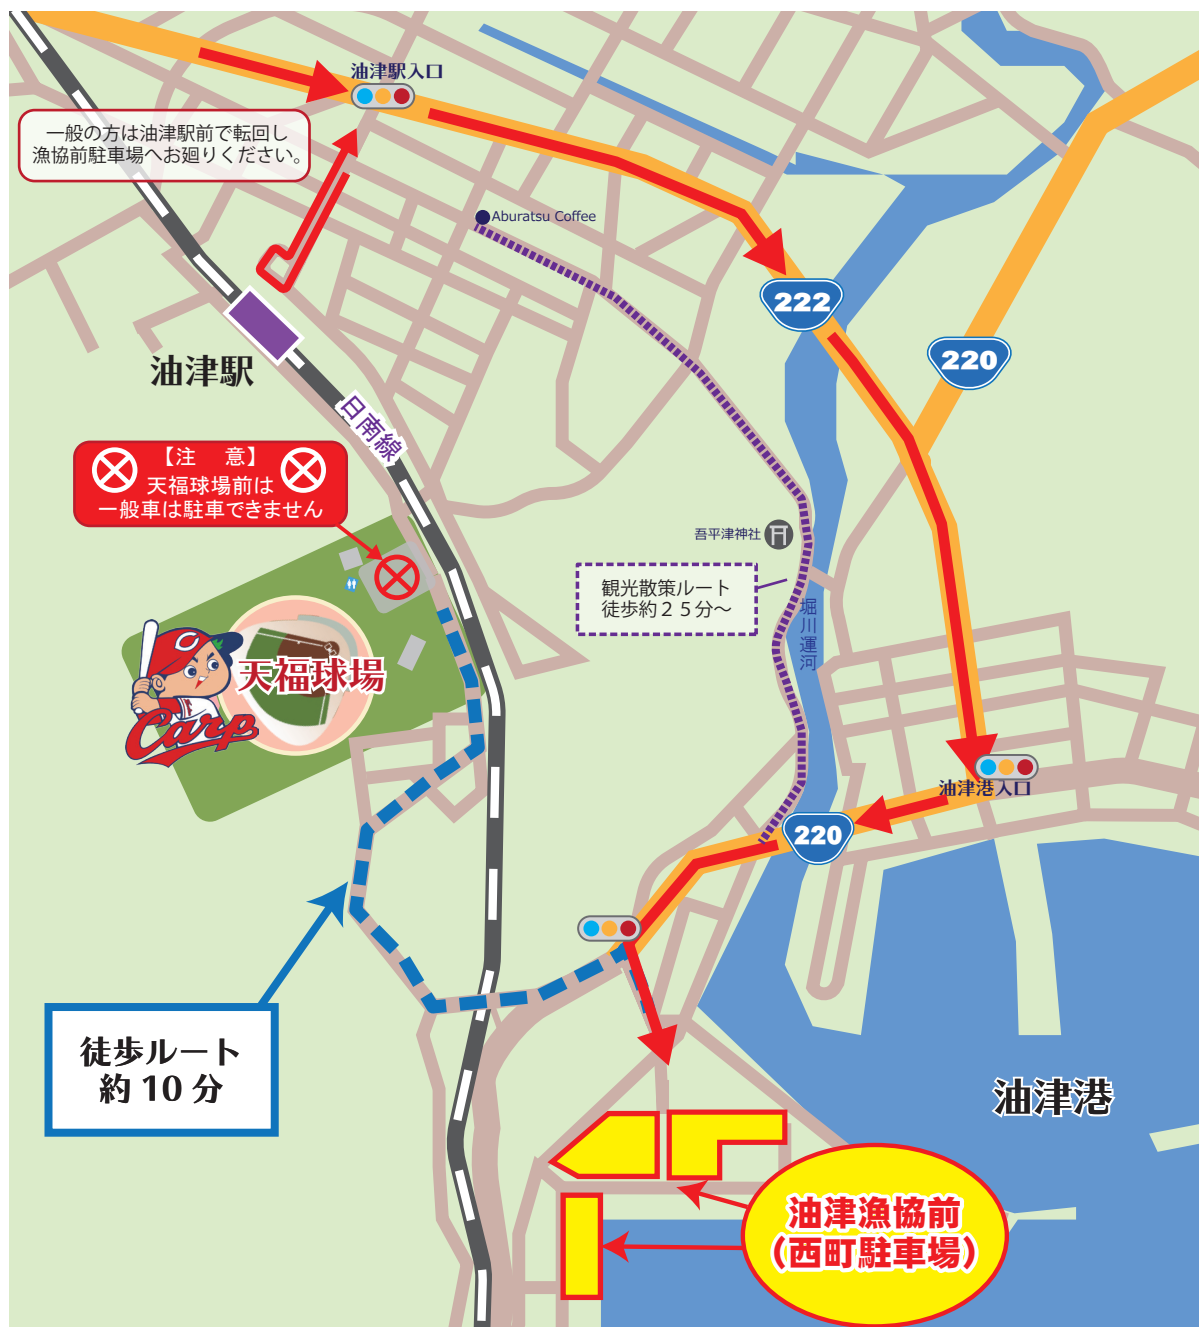 油津駅入口
一般の方は油津駅前で転回し
漁協前駐車場へお廻りください。
Aburatsu Coffee
222
220
油津駅
日南線
【注　意】
天福球場前は
一般車は駐車できません
吾平津神社
観光散策ルート
徒歩約２５分～
堀川運河
C
天福球場
Carp
油津港入口
220
徒歩ルート
約 10 分
油津港
油津漁協前
（西町駐車場）